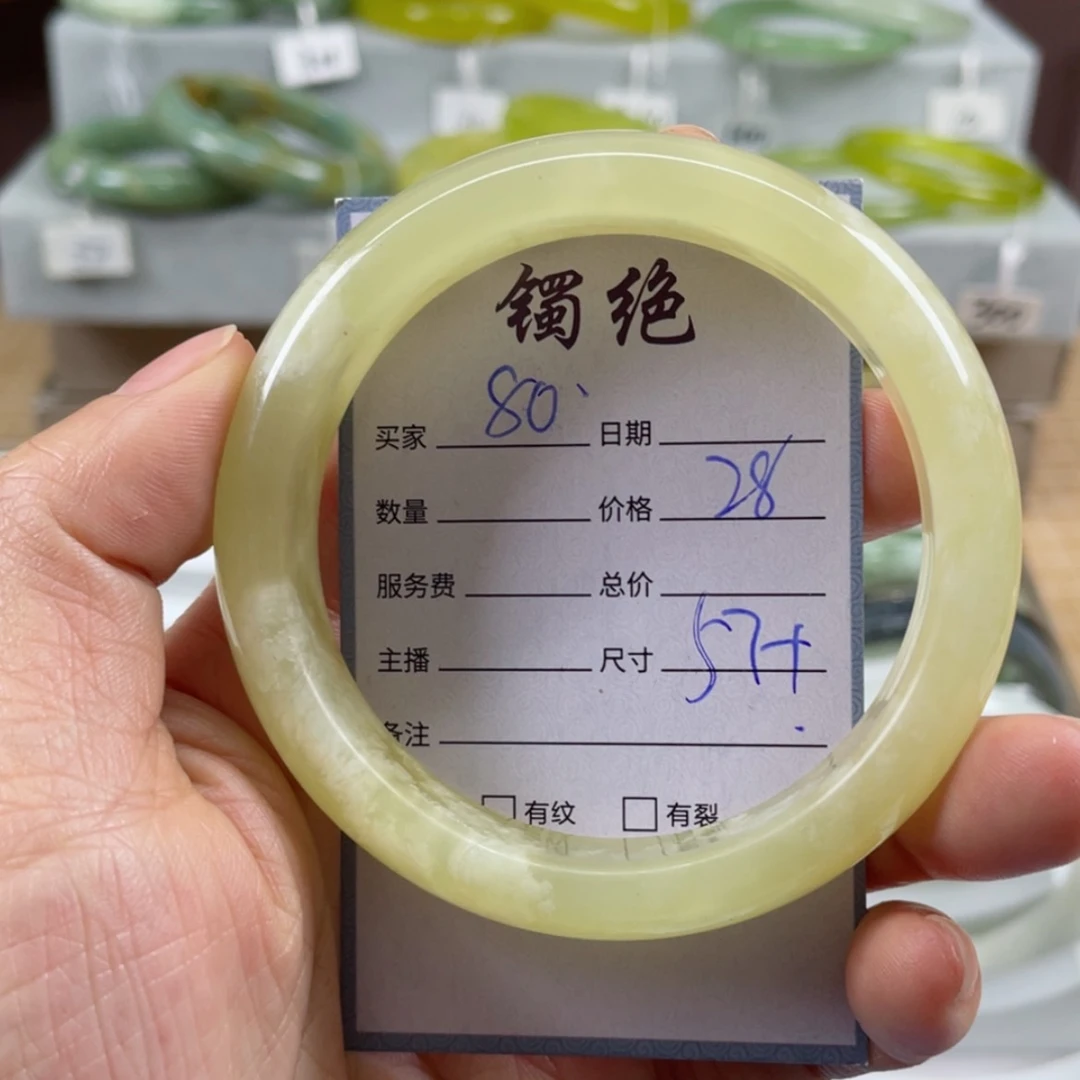 镯绝
80
买家 日期
28
数量 价格
服务费 总价
57+
主播 尺寸
备注
有纹 有裂